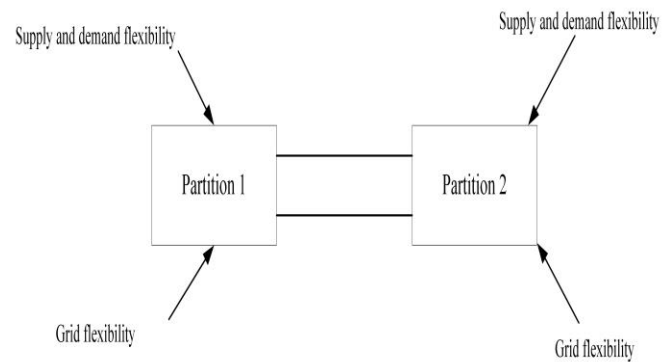 Supply and demand flexibility
Supply and demand flexibility
Partition 1
Partition 2
Grid flexibility
Grid flexibility